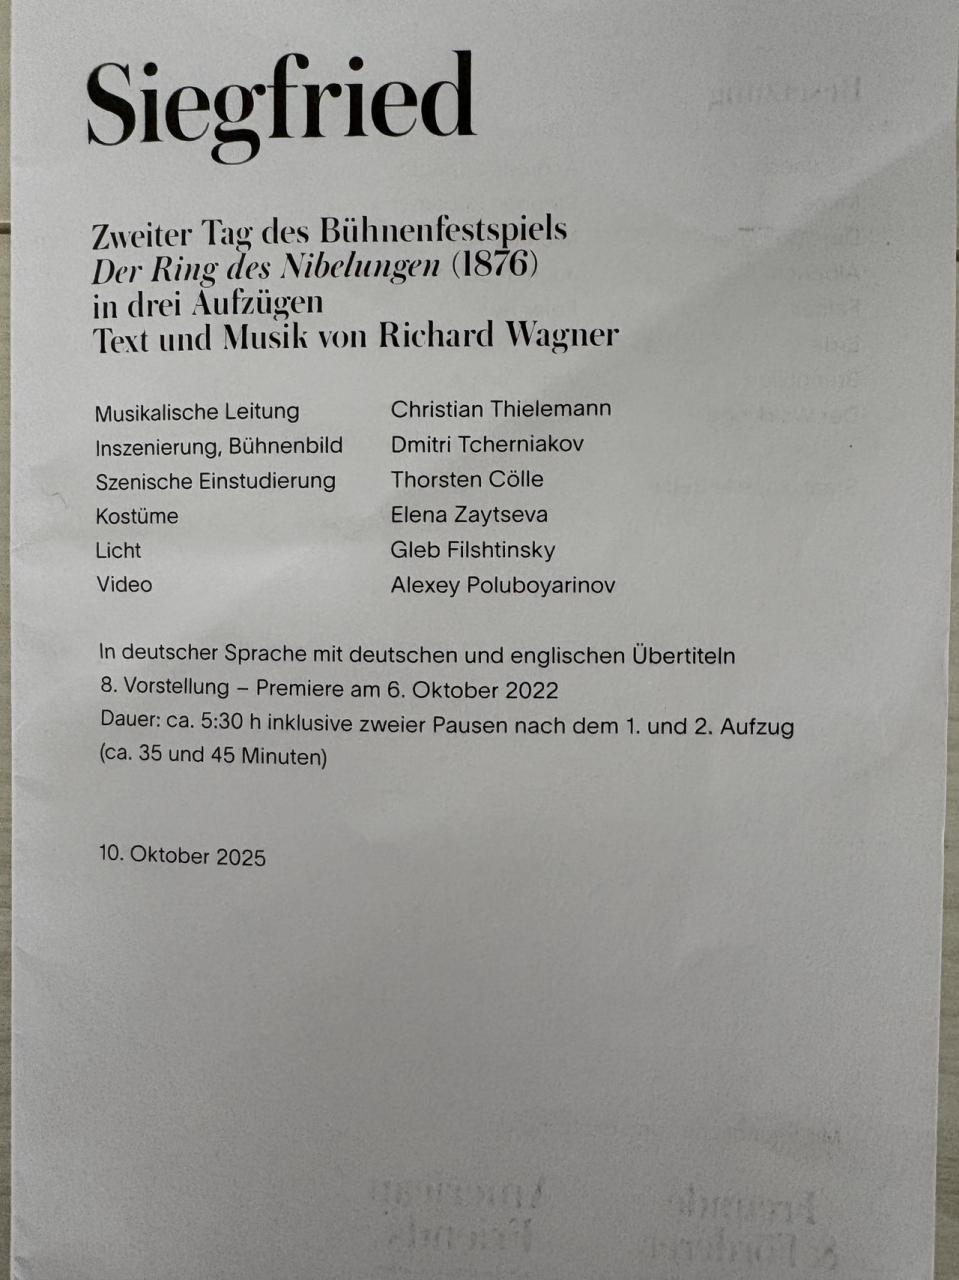 Siegfried
Zweiter Tag des Bühnenfestspiels
Der Ring des Nibelungen (1876)
in drei Aufzügen
Text und Musik von Richard Wagner
Musikalische Leitung Christian Thielemann
Inszenierung, Bühnenbild Dmitri Tcherniakov
Szenische Einstudierung Thorsten Cölle
Kostüme Elena Zaytseva
Licht Gleb Filshtinsky
Video Alexey Poluboyarinov
In deutscher Sprache mit deutschen und englischen Übertiteln
8. Vorstellung – Premiere am 6. Oktober 2022
Dauer: ca. 5:30 h inklusive zweier Pausen nach dem 1. und 2. Aufzug
(ca. 35 und 45 Minuten)
10. Oktober 2025